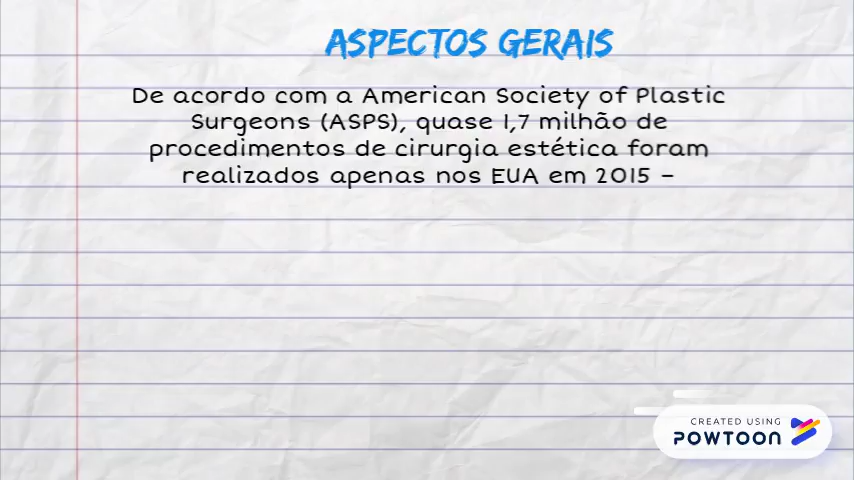 ASPECTOS GERAIS
De acordo com a American Society of Plastic
Surgeons (ASPS), quase 1,7 milhão de
procedimentos de cirurgia estética foram
realizados apenas nos EUA em 2015 –
CREATED USING
POWTOON